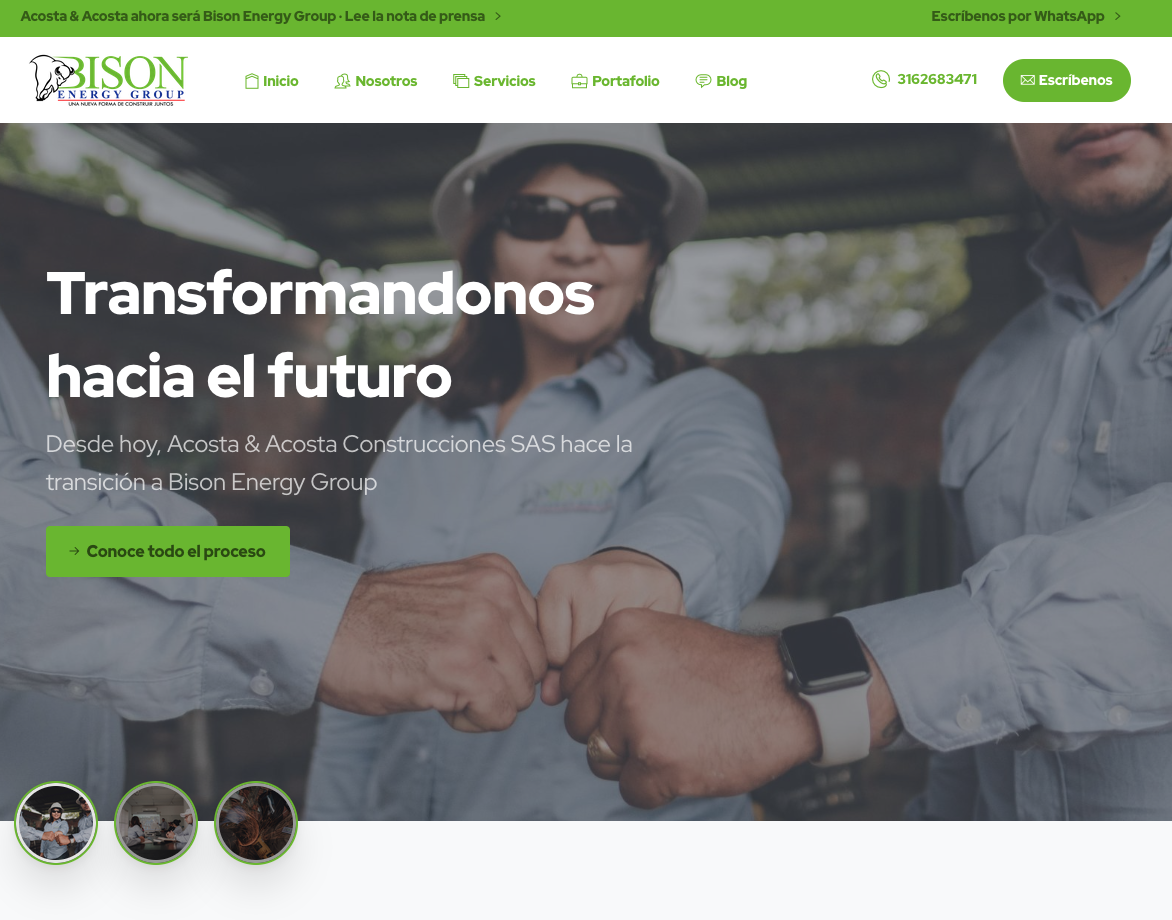 Acosta & Acosta ahora será Bison Energy Group · Lee la nota de prensa
Escríbenos por WhatsApp
BISON
ENERGY GROUP
UNA NUEVA FORMA DE CONSTRUIR JUNTOS
Inicio
Nosotros
Servicios
Portafolio
Blog
3162683471
Escríbenos
Transformandonos
hacia el futuro
Desde hoy, Acosta & Acosta Construcciones SAS hace la
transición a Bison Energy Group
Conoce todo el proceso